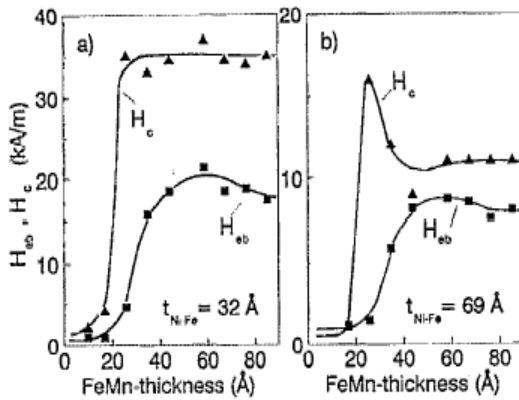 H_eb , H_c (kA/m)
40
30
20
10
0
a)
H_c
H_eb
t_Ni-Fe = 32 Å
0 20 40 60 80
FeMn-thickness (Å)
20
10
0
b)
H_c
H_eb
t_Ni-Fe = 69 Å
0 20 40 60 80
FeMn-thickness (Å)